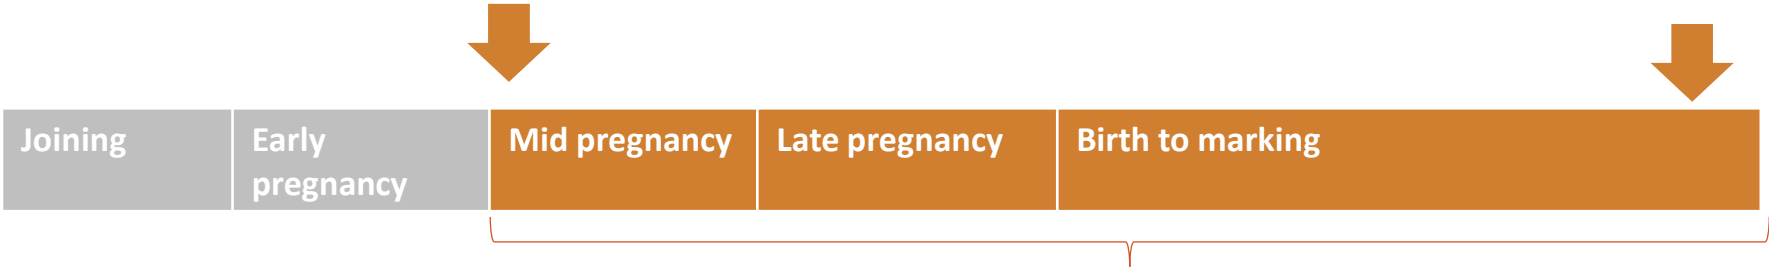 Joining
Early
pregnancy
Mid pregnancy
Late pregnancy
Birth to marking